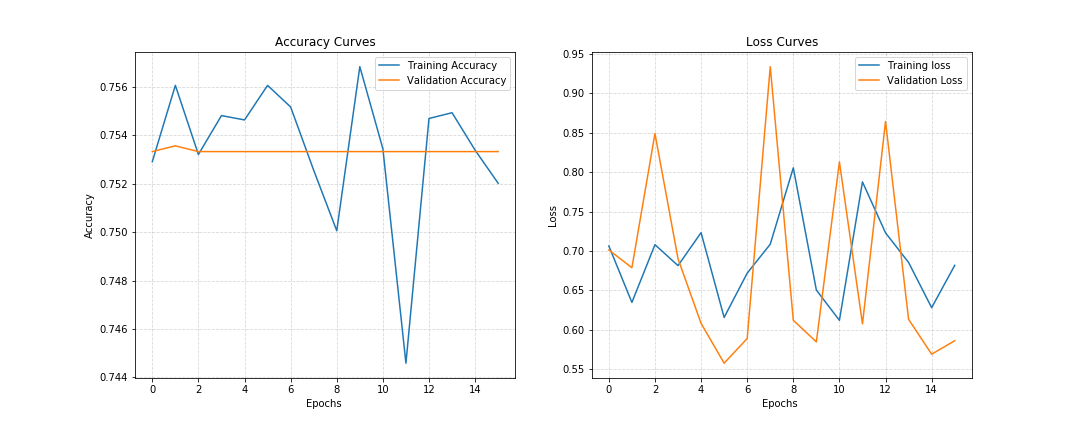 Accuracy Curves
Training Accuracy
Validation Accuracy
0.756
0.754
0.752
0.750
0.748
0.746
0.744
Accuracy
0 2 4 6 8 10 12 14
Epochs
Loss Curves
Training loss
Validation Loss
0.95
0.90
0.85
0.80
0.75
0.70
0.65
0.60
0.55
Loss
0 2 4 6 8 10 12 14
Epochs